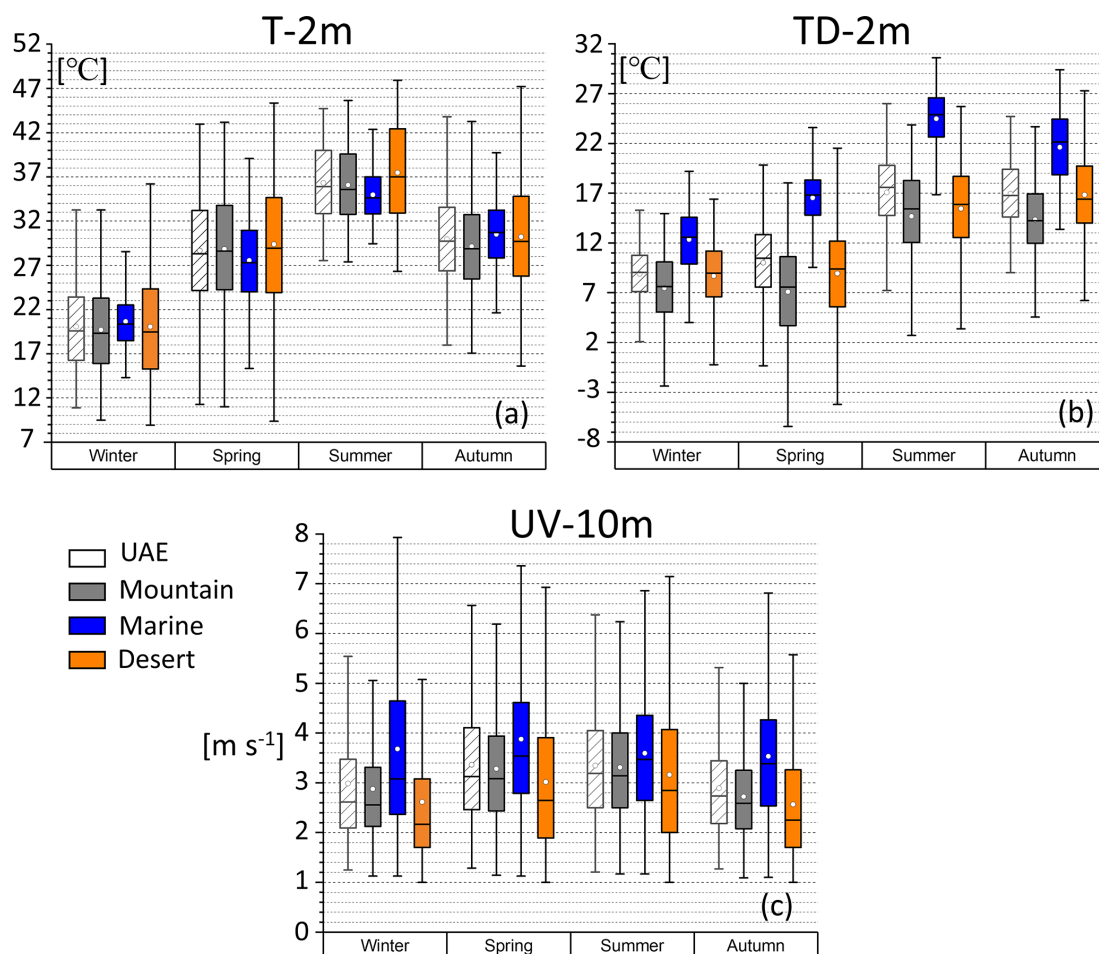 T-2m
[°C]
52
47
42
37
32
27
22
17
12
7
(a)
Winter Spring Summer Autumn
TD-2m
[°C]
32
27
22
17
12
7
2
-3
-8
(b)
Winter Spring Summer Autumn
UAE
Mountain
Marine
Desert
UV-10m
[m s-1]
8
7
6
5
4
3
2
1
0
(c)
Winter Spring Summer Autumn